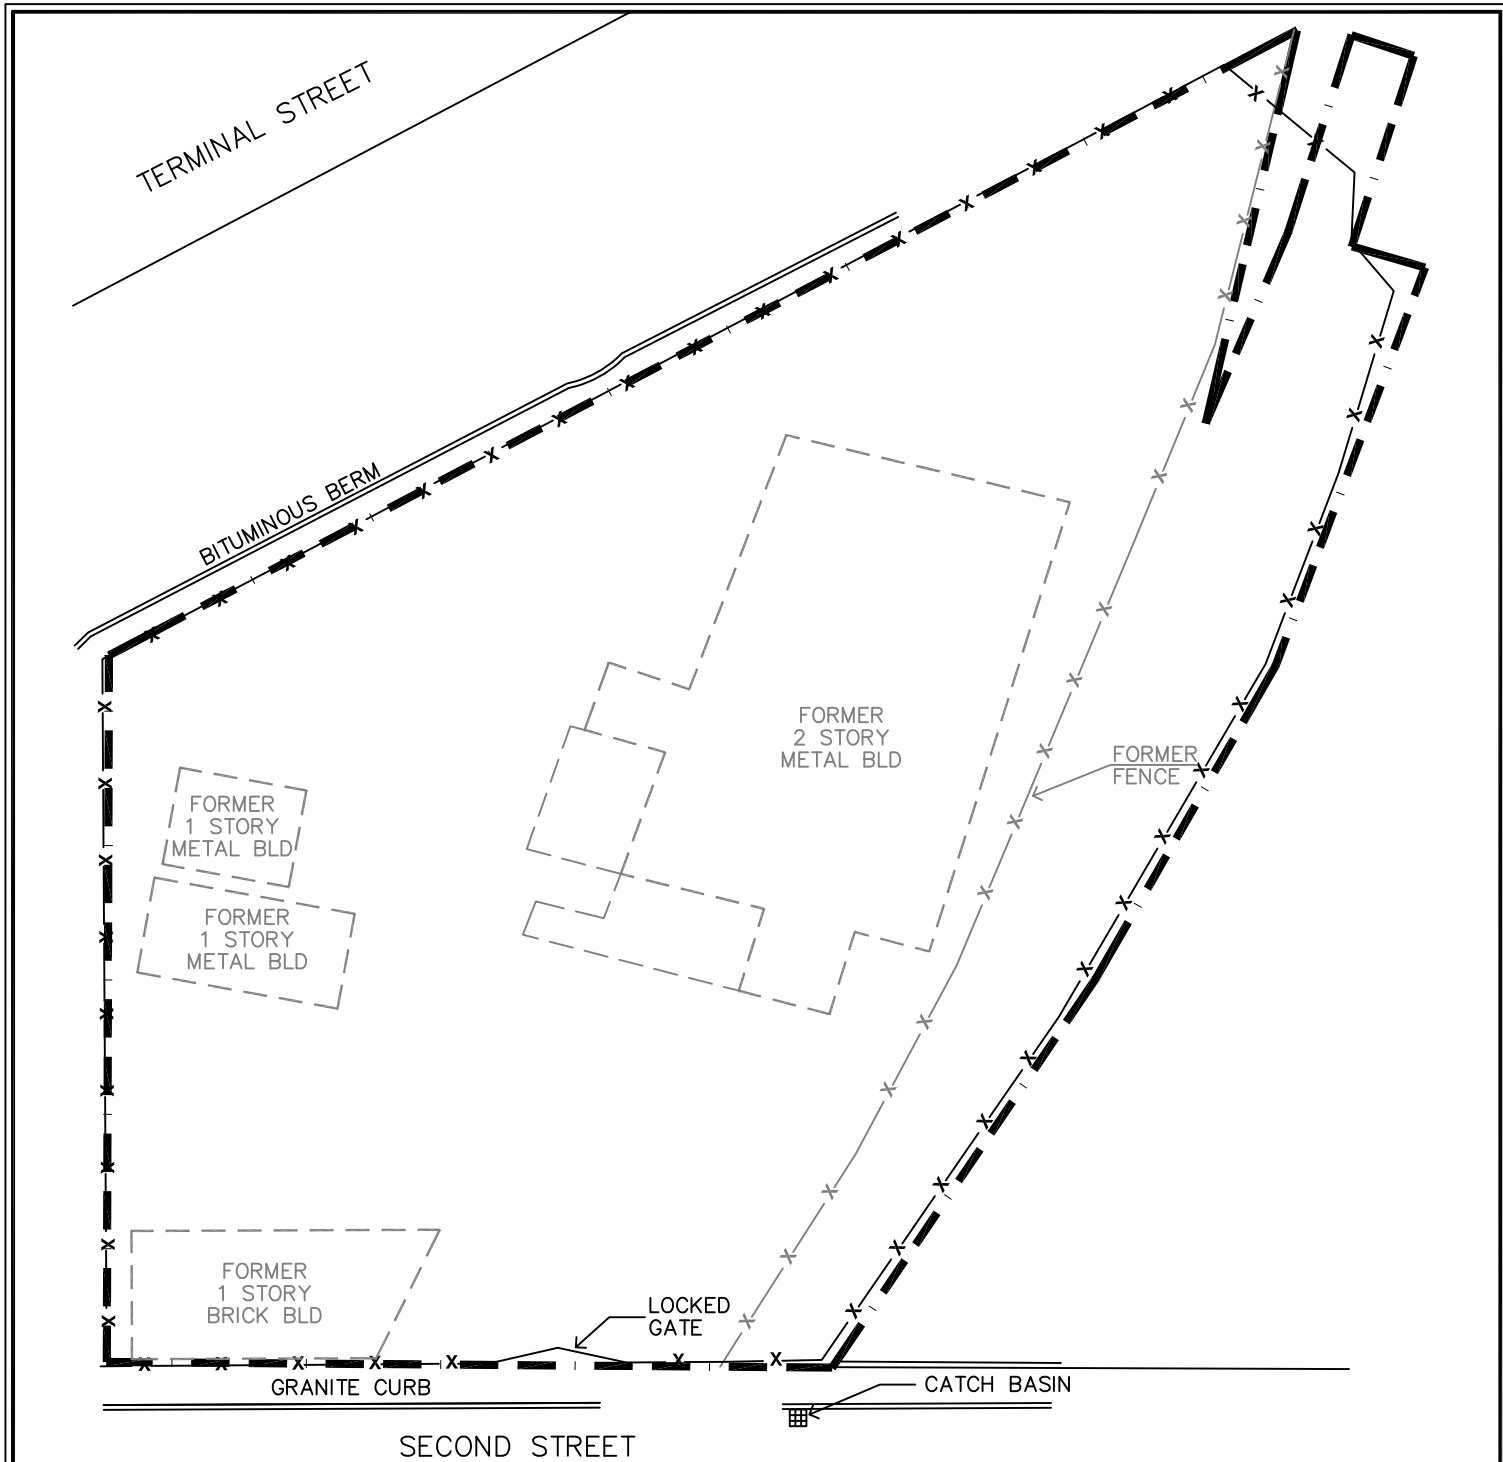 TERMINAL STREET
BITUMINOUS BERM
FORMER
2 STORY
METAL BLD
FORMER
FENCE
FORMER
1 STORY
METAL BLD
FORMER
1 STORY
METAL BLD
FORMER
1 STORY
BRICK BLD
LOCKED
GATE
GRANITE CURB
CATCH BASIN
SECOND STREET